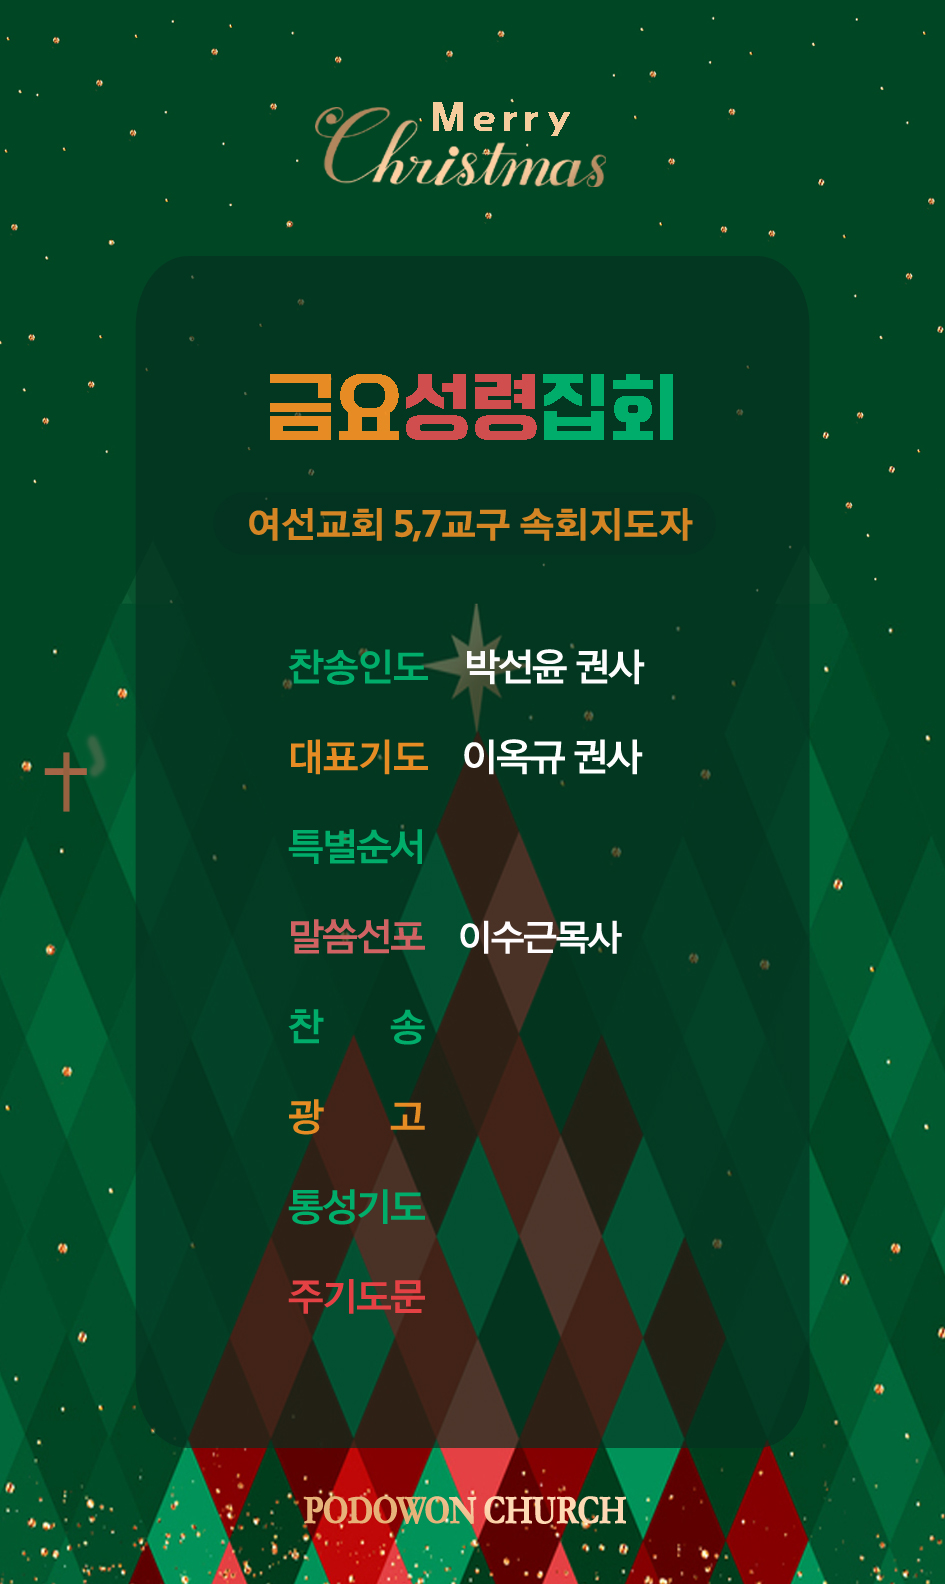 Merry
Christmas
금요성령집회
여선교회 5,7교구 속회지도자
찬송인도 박선윤 권사
대표기도 이옥규 권사
특별순서
말씀선포 이수근목사
찬 송
광 고
통성기도
주기도문
PODOWON CHURCH